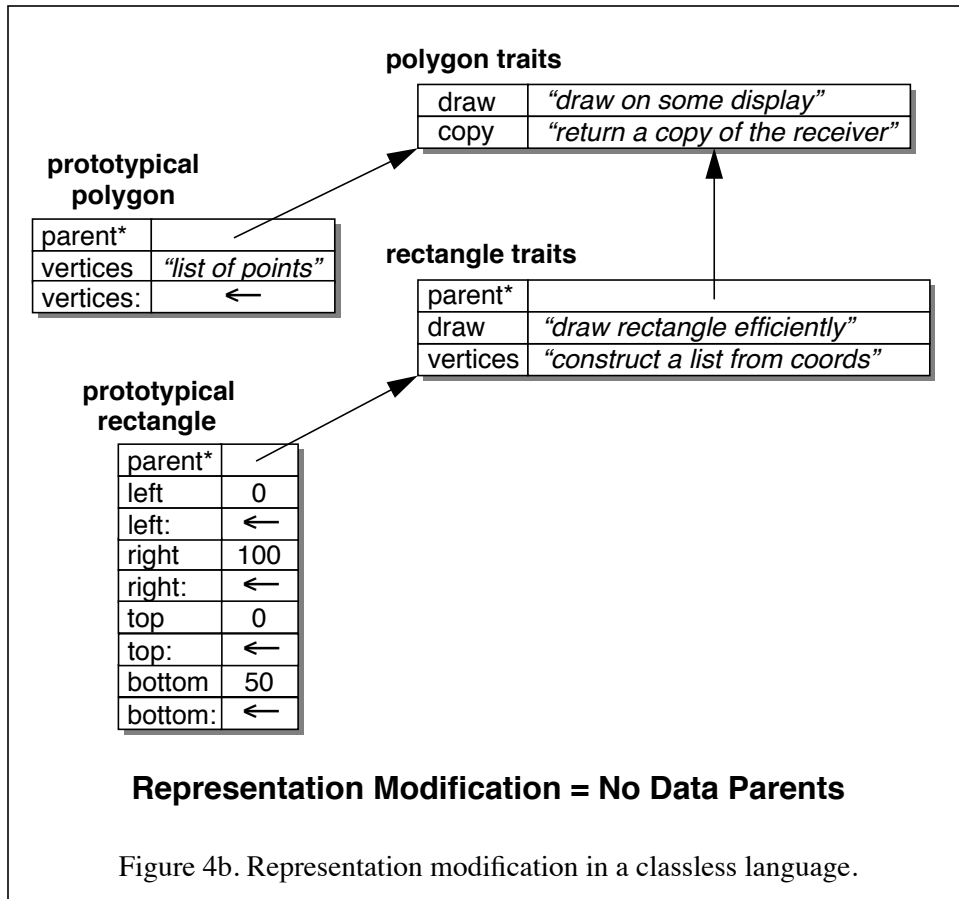 polygon traits
draw “draw on some display”
copy “return a copy of the receiver”
prototypical
polygon
parent*
vertices “list of points”
vertices: ←
rectangle traits
parent*
draw “draw rectangle efficiently”
vertices “construct a list from coords”
prototypical
rectangle
parent*
left 0
left: ←
right 100
right: ←
top 0
top: ←
bottom 50
bottom: ←
Representation Modification = No Data Parents
Figure 4b. Representation modification in a classless language.